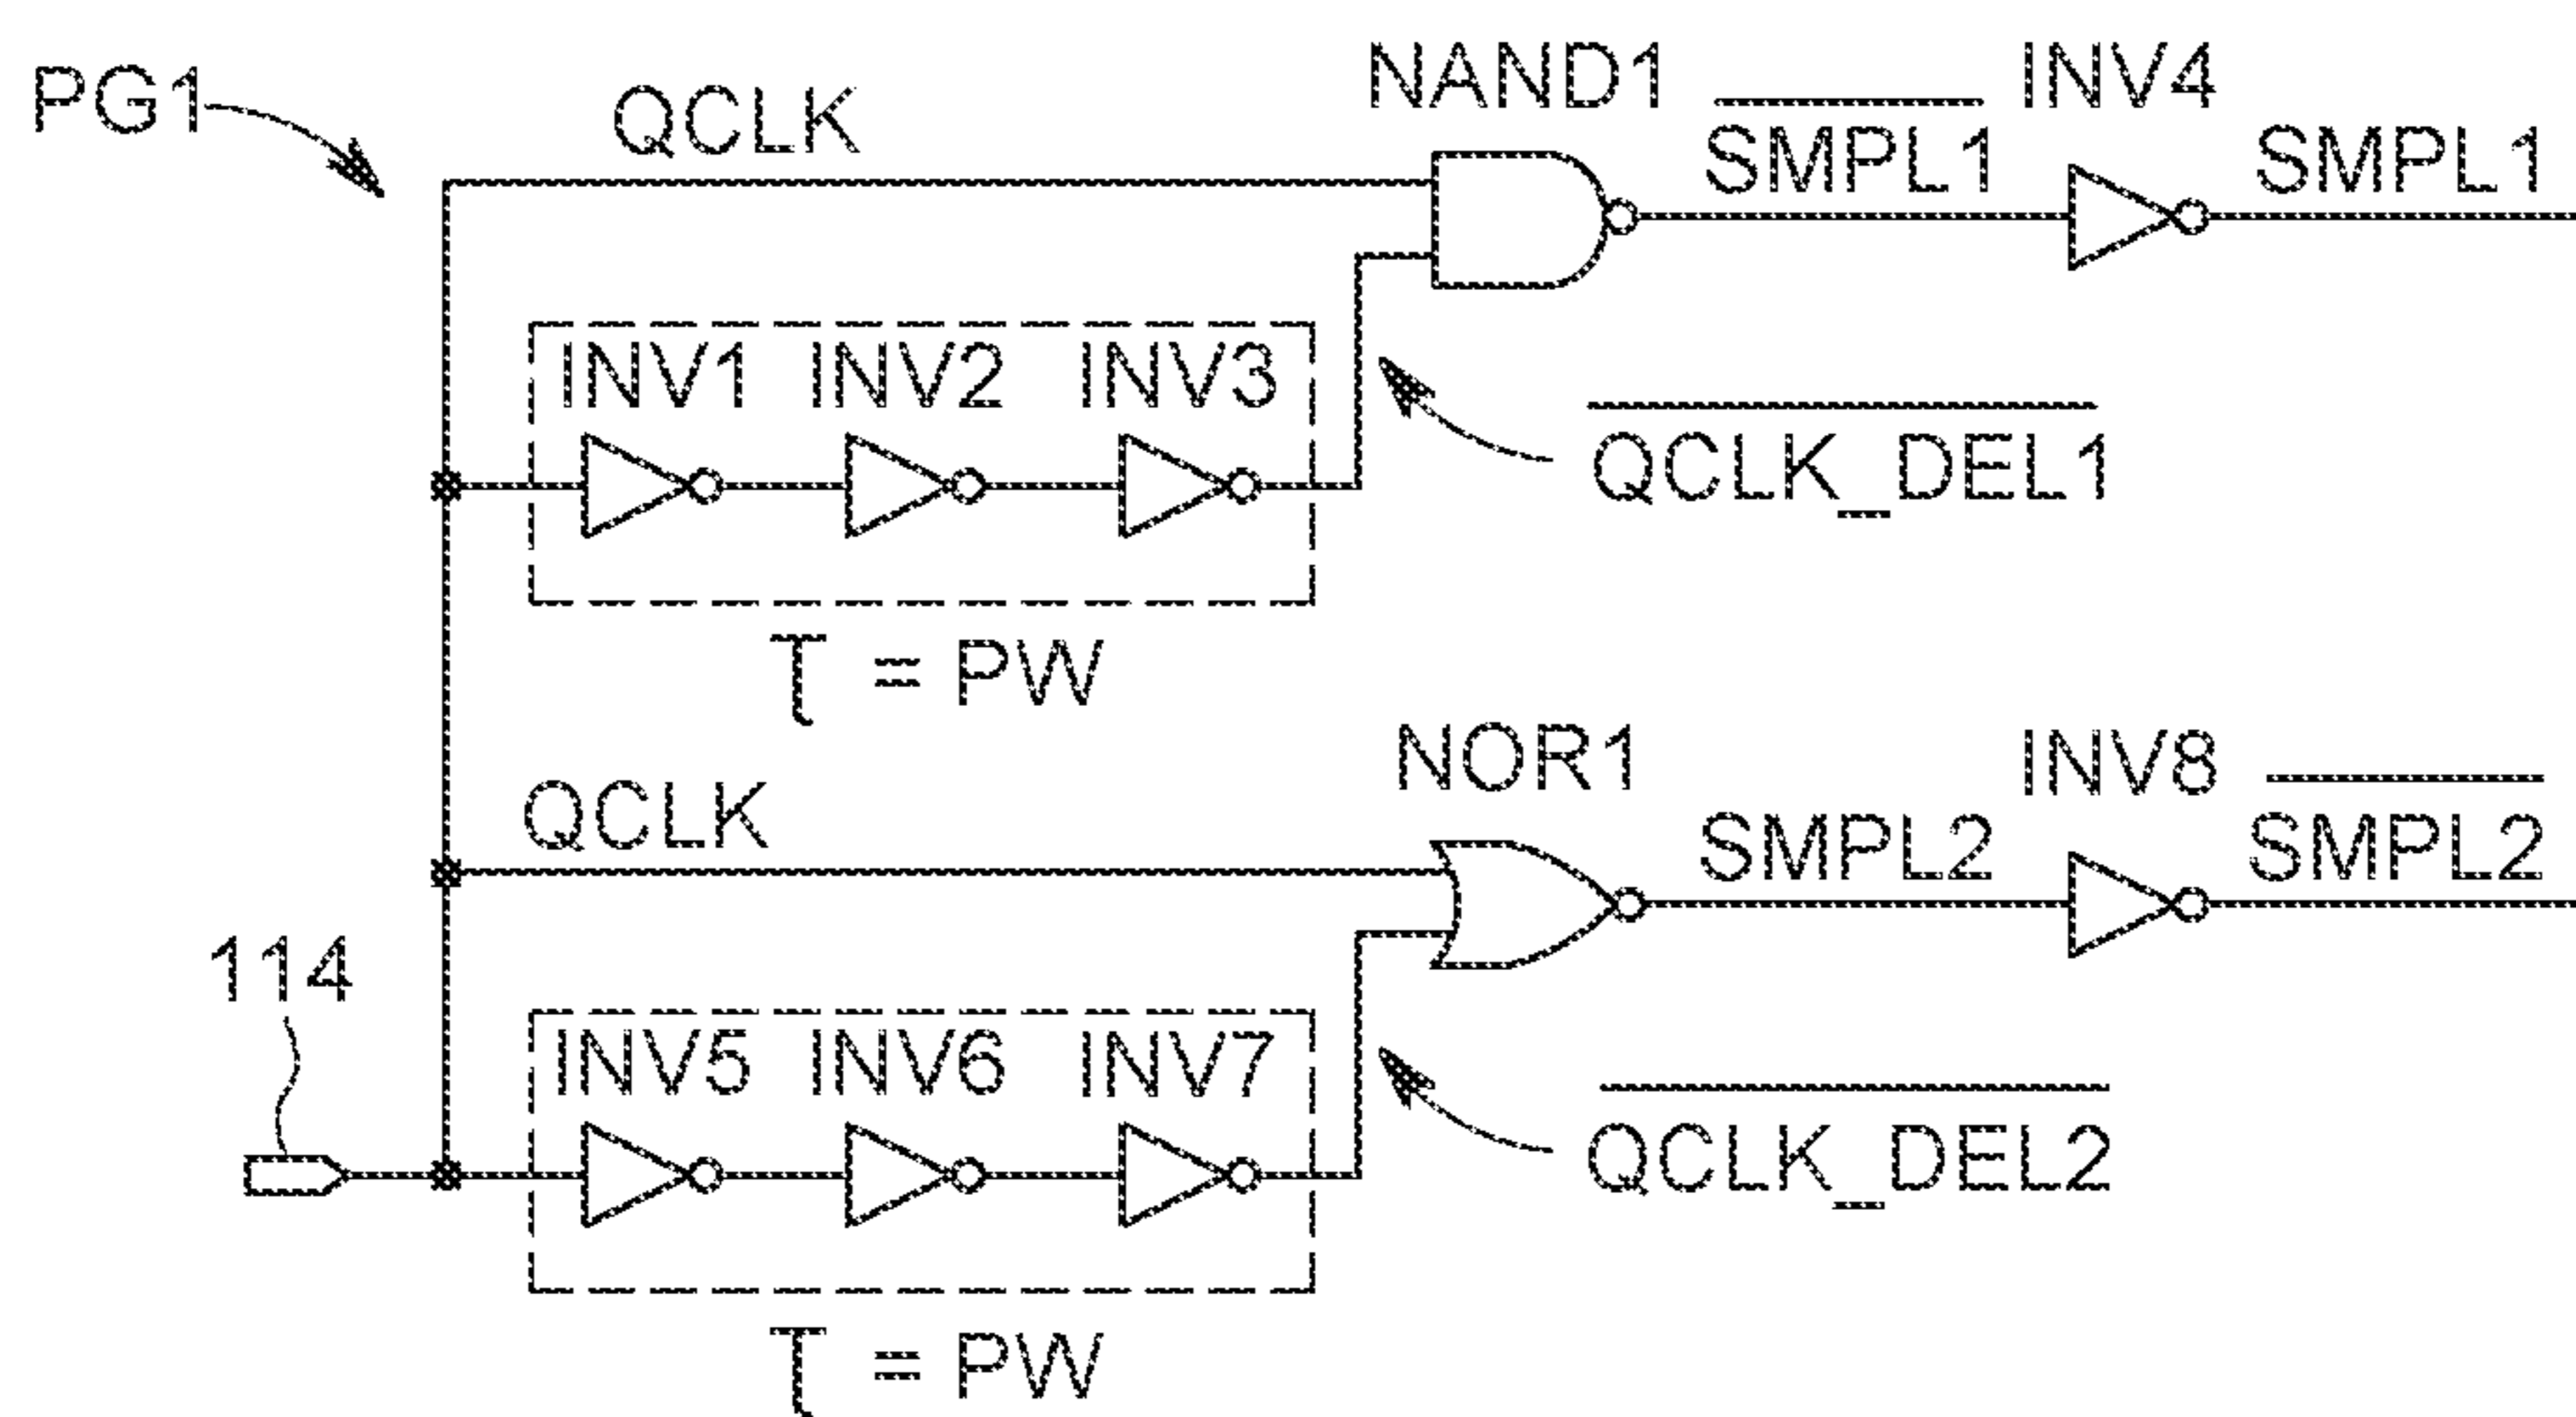 PG1
QCLK
NAND1
SMPL1
INV4
SMPL1
INV1 INV2 INV3
QCLK_DEL1
τ = PW
QCLK
NOR1
SMPL2
INV8
SMPL2
114
INV5 INV6 INV7
QCLK_DEL2
τ = PW